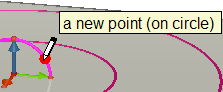 a new point (on circle)